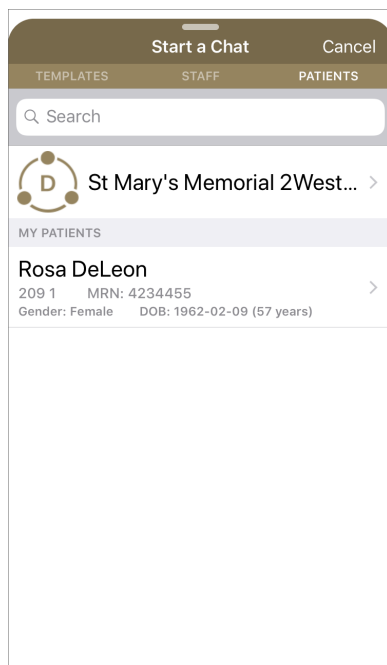 Start a Chat Cancel
TEMPLATES STAFF PATIENTS
Search
D St Mary's Memorial 2West...
MY PATIENTS
Rosa DeLeon
209 1 MRN: 4234455
Gender: Female DOB: 1962-02-09 (57 years)